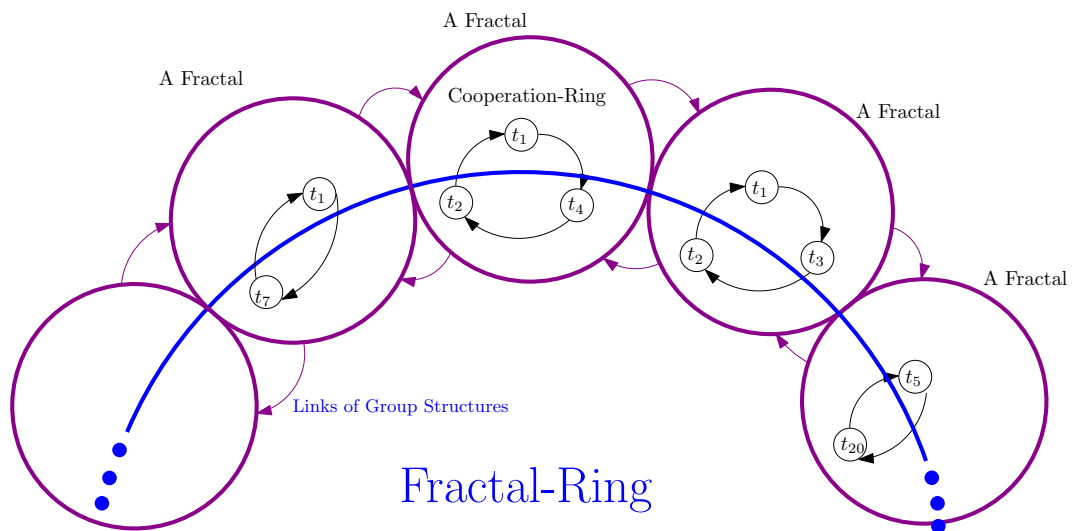 A Fractal
A Fractal
Cooperation-Ring
A Fractal
t1
t1
t1
t7
t2
t4
t2
t3
A Fractal
t5
t20
Links of Group Structures
Fractal-Ring